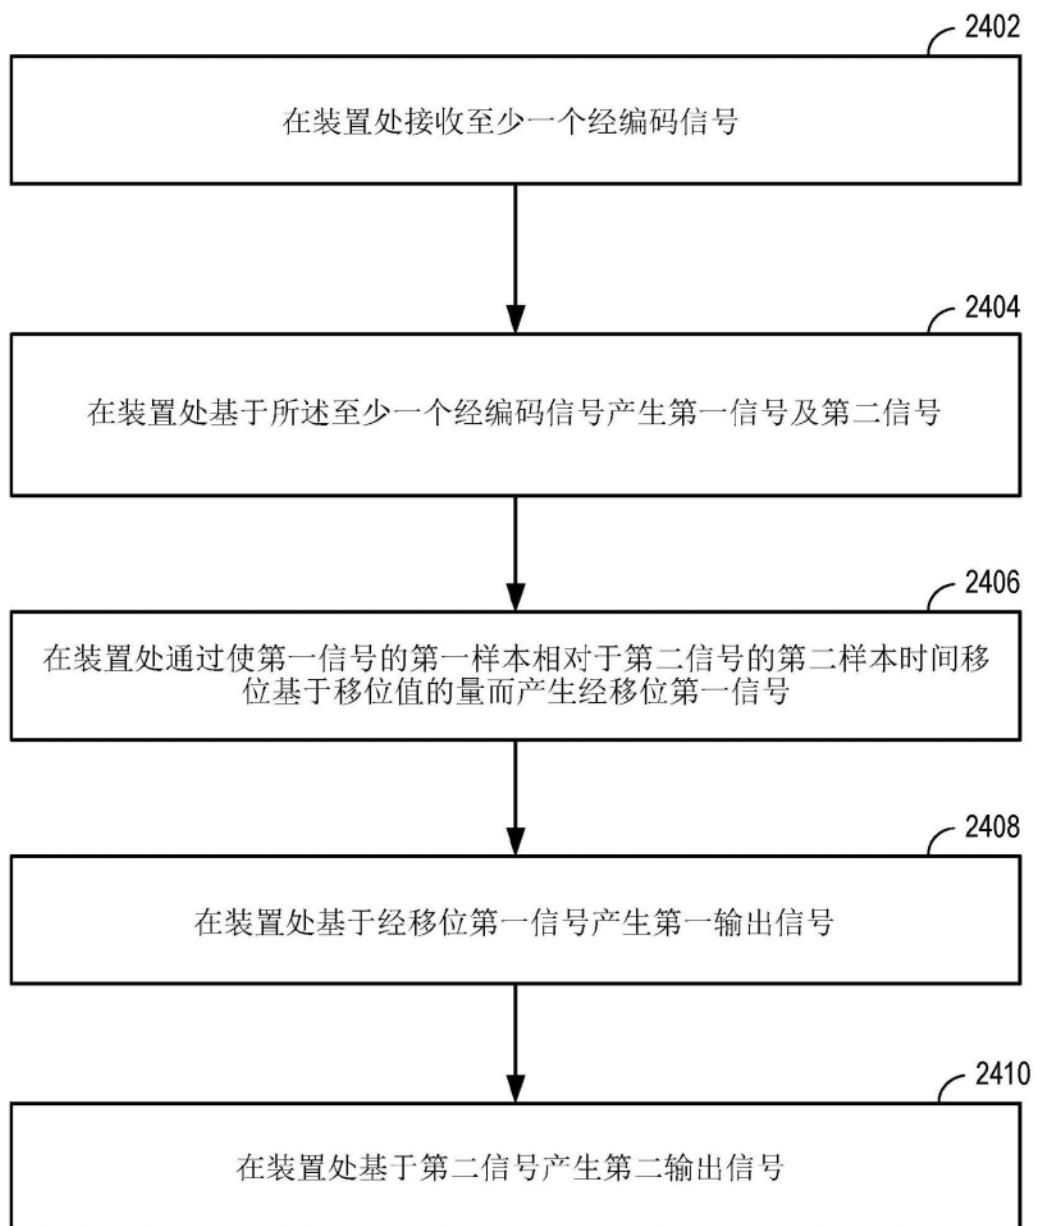 2402
在装置处接收至少一个经编码信号
2404
在装置处基于所述至少一个经编码信号产生第一信号及第二信号
2406
在装置处通过使第一信号的第一样本相对于第二信号的第二样本时间移
位基于移位值的量而产生经移位第一信号
2408
在装置处基于经移位第一信号产生第一输出信号
2410
在装置处基于第二信号产生第二输出信号